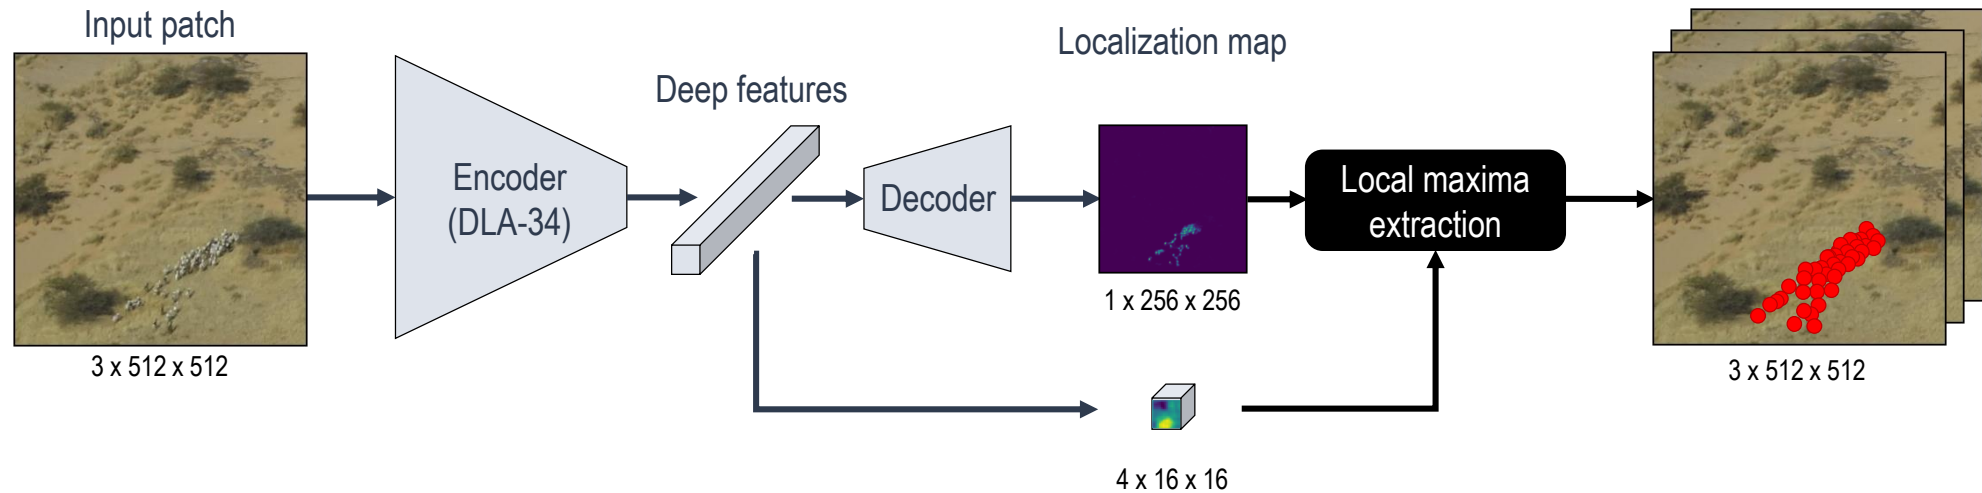 Input patch
3 x 512 x 512
Encoder
(DLA-34)
Deep features
Decoder
Localization map
1 x 256 x 256
4 x 16 x 16
Local maxima
extraction
3 x 512 x 512